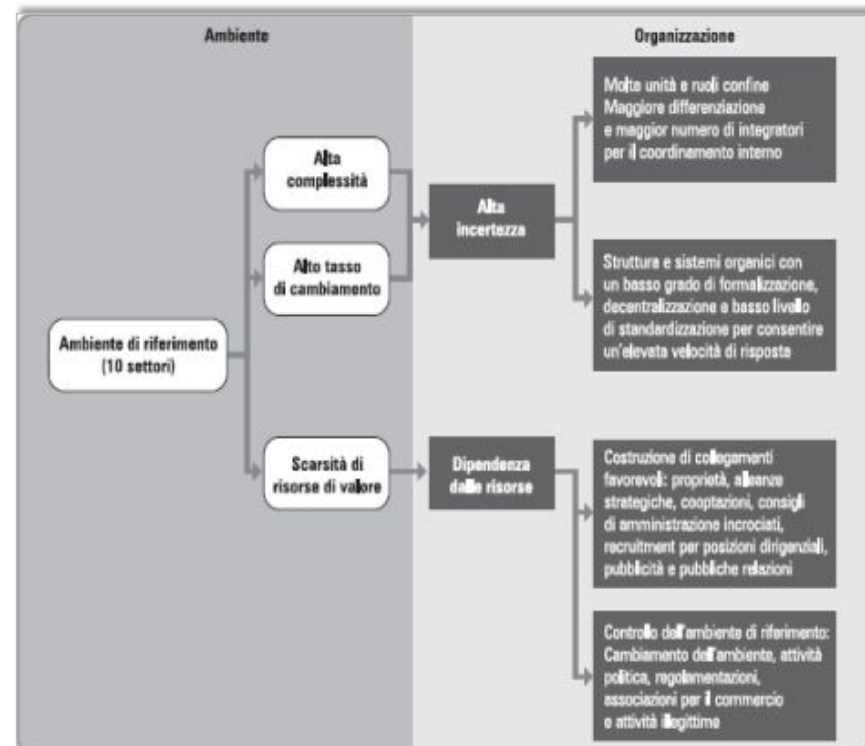 Ambiente
Organizzazione
Ambiente di riferimento
(10 settori)
Alta
complessità
Alto tasso
di cambiamento
Scarsità di
risorse di valore
Alta
incertezza
Dipendenza
dalle risorse
Molte unità e ruoli confine
Maggiore differenziazione
e maggior numero di integratori
per il coordinamento interno
Struttura e sistemi organici con
un basso grado di formalizzazione,
decentralizzazione e basso livello
di standardizzazione per consentire
un'elevata velocità di risposta
Costruzione di collegamenti
favorevoli: proprietà, alleanze
strategiche, cooptazioni, consigli
di amministrazione incrociati,
recruitment per posizioni dirigenziali,
pubblicità e pubbliche relazioni
Controllo dell'ambiente di riferimento:
Cambiamento dell'ambiente, attività
politica, regolamentazioni,
associazioni per il commercio
e attività illegittime